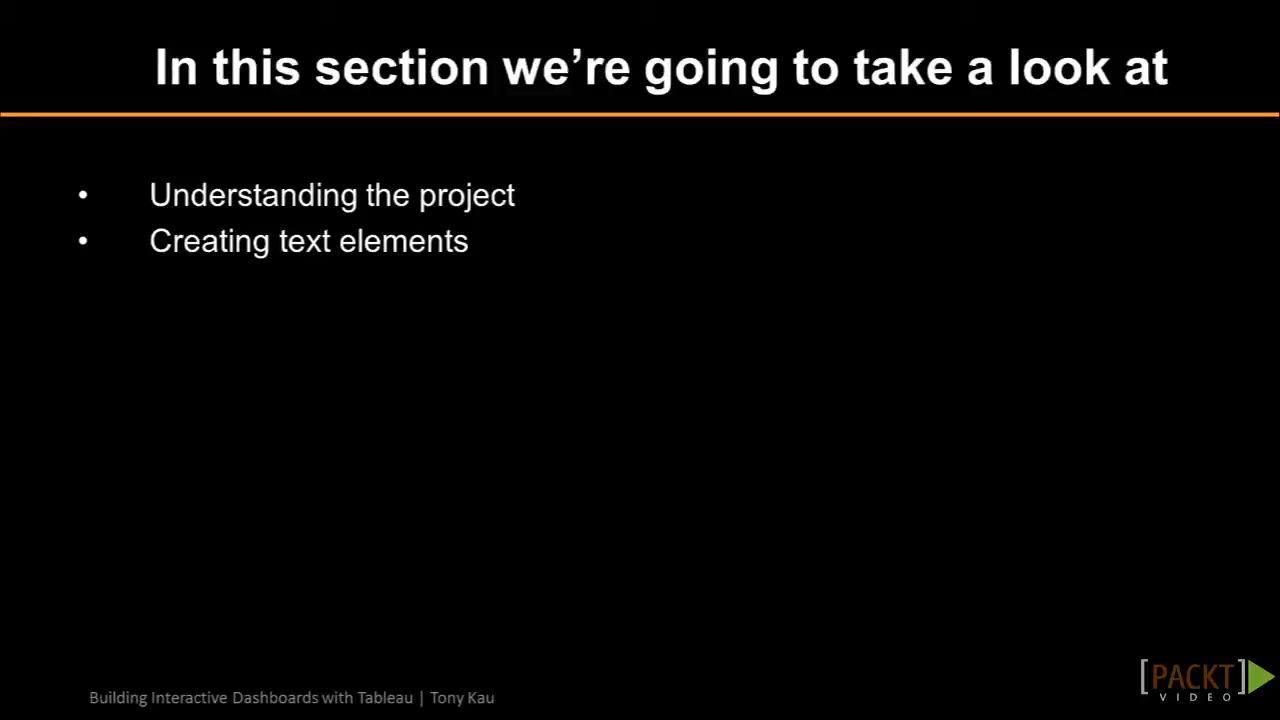 In this section we’re going to take a look at
• Understanding the project
• Creating text elements
Building Interactive Dashboards with Tableau | Tony Kau
[PACKT]
VIDEO